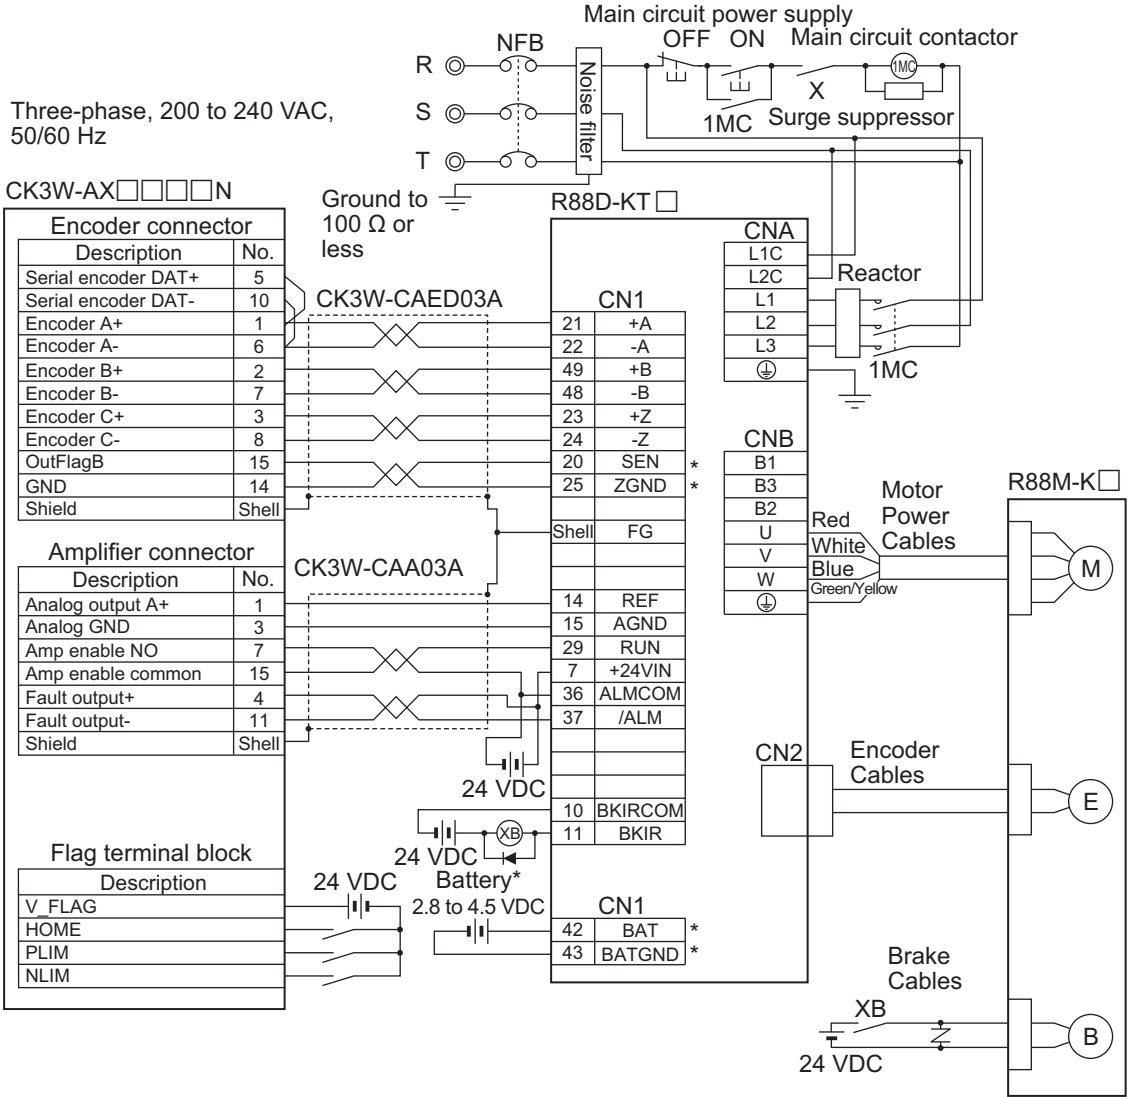 Main circuit power supply
OFF ON Main circuit contactor
NFB
R
1MC
Noise filter
X
S
1MC Surge suppressor
Three-phase, 200 to 240 VAC,
50/60 Hz
T
CK3W-AX□□□□N
Ground to
100 Ω or
less
R88D-KT□
Encoder connector
Description No.
Serial encoder DAT+ 5
Serial encoder DAT- 10
Encoder A+ 1
Encoder A- 6
Encoder B+ 2
Encoder B- 7
Encoder C+ 3
Encoder C- 8
OutFlagB 15
GND 14
Shield Shell
CK3W-CAED03A
CN1
21 +A
22 -A
49 +B
48 -B
23 +Z
24 -Z
20 SEN *
25 ZGND *
Shell FG
CNA
L1C
L2C
L1
L2
L3
Reactor
1MC
CNB
B1
B3
B2
U
V
W
Red
White
Blue
Green/Yellow
Motor
Power
Cables
R88M-K□
M
Amplifier connector
Description No.
Analog output A+ 1
Analog GND 3
Amp enable NO 7
Amp enable common 15
Fault output+ 4
Fault output- 11
Shield Shell
CK3W-CAA03A
14 REF
15 AGND
29 RUN
7 +24VIN
36 ALMCOM
37 /ALM
24 VDC
10 BKIRCOM
11 BKIR
XB
24 VDC
CN2
Encoder
Cables
E
Flag terminal block
Description
V_FLAG
HOME
PLIM
NLIM
24 VDC
Battery*
2.8 to 4.5 VDC
CN1
42 BAT *
43 BATGND *
Brake
Cables
XB
24 VDC
B